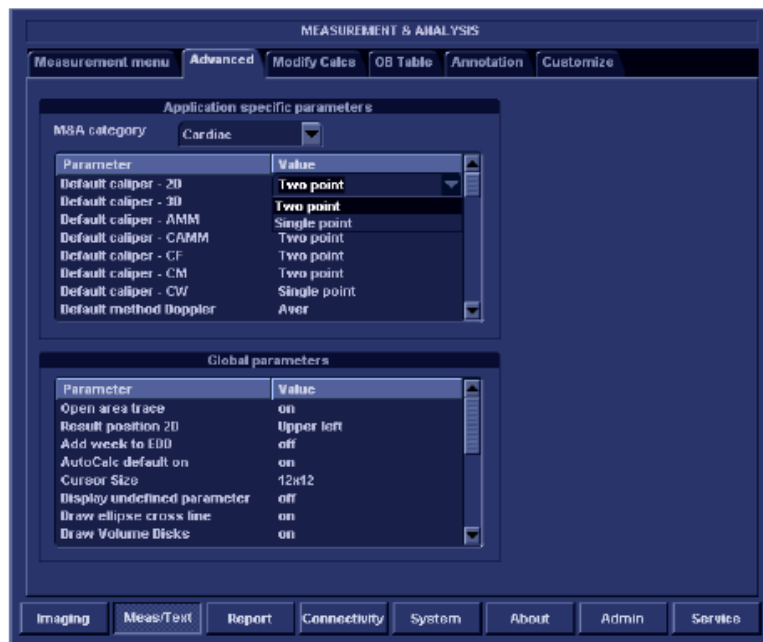 MEASUREMENT & ANALYSIS
Measurement menu Advanced Modify Calcs OB Table Annotation Customize
Application specific parameters
M&A category Cardiac
Parameter Value
Default caliper - 2D Two point
Default caliper - 3D Two point
Default caliper - AMM Single point
Default caliper - CAMM Two point
Default caliper - CF Two point
Default caliper - CM Two point
Default caliper - CW Single point
Default method Doppler Aver
Global parameters
Parameter Value
Open area trace on
Result position 2D Upper left
Add week to EDD off
AutoCalc default on on
Cursor Size 12x12
Display undefined parameter off
Draw ellipse cross line on
Draw Volume Disks on
Imaging Meas/Text Report Connectivity System About Admin Service